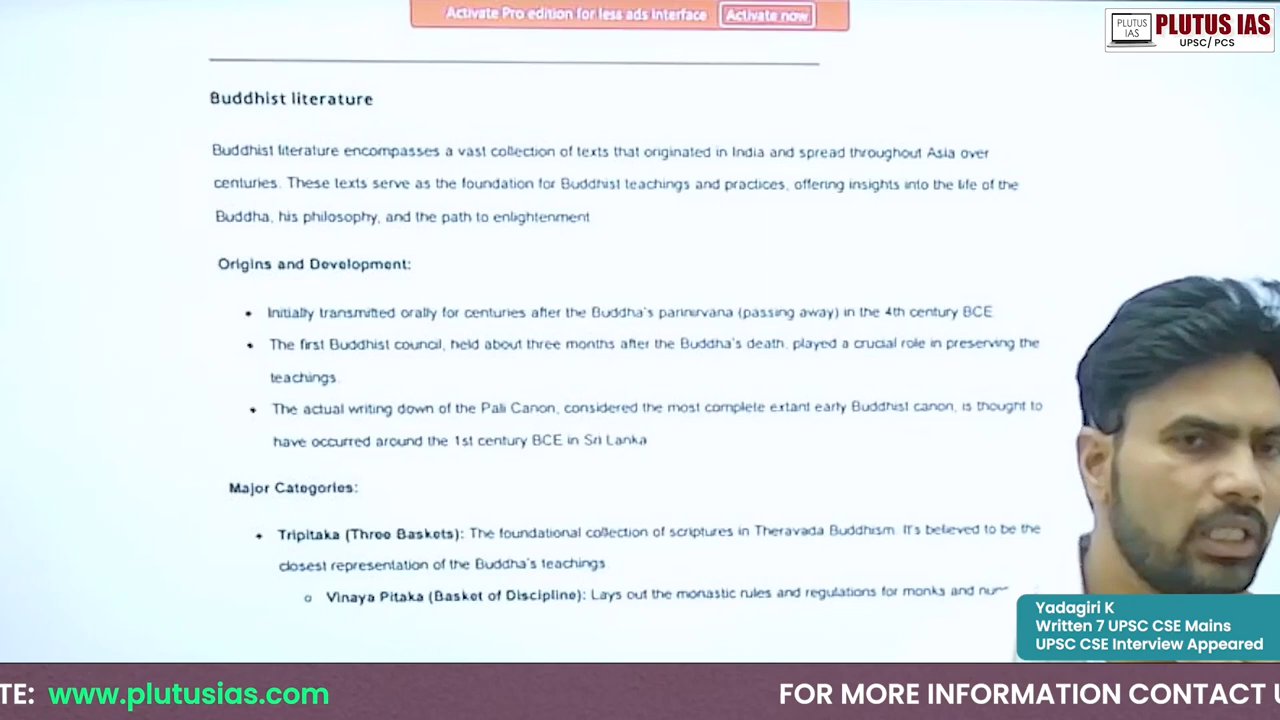 Activate Pro edition for less ads interface Activate now
PLUTUS IAS
PLUTUS IAS
UPSC/ PCS
Buddhist literature
Buddhist literature encompasses a vast collection of texts that originated in India and spread throughout Asia over
centuries. These texts serve as the foundation for Buddhist teachings and practices, offering insights into the life of the
Buddha, his philosophy, and the path to enlightenment
Origins and Development:
• Initially transmitted orally for centuries after the Buddha's parinirvana (passing away) in the 4th century BCE
• The first Buddhist council, held about three months after the Buddha's death, played a crucial role in preserving the
teachings.
• The actual writing down of the Pali Canon, considered the most complete extant early Buddhist canon, is thought to
have occurred around the 1st century BCE in Sri Lanka
Major Categories:
• Tripitaka (Three Baskets): The foundational collection of scriptures in Theravada Buddhism. It's believed to be the
closest representation of the Buddha's teachings
o Vinaya Pitaka (Basket of Discipline): Lays out the monastic rules and regulations for monks and
Yadagiri K
Written 7 UPSC CSE Mains
UPSC CSE Interview Appeared
TE: www.plutusias.com FOR MORE INFORMATION CONTACT